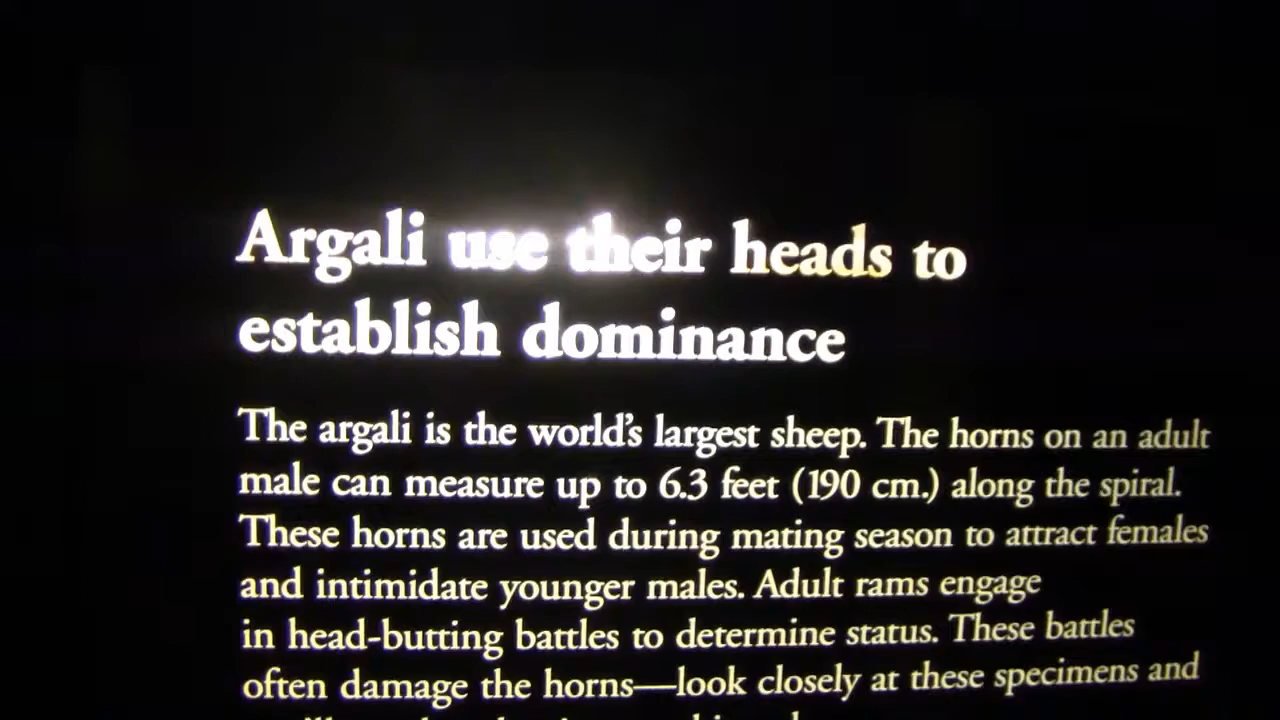 Argali use their heads to
establish dominance
The argali is the world's largest sheep. The horns on an adult
male can measure up to 6.3 feet (190 cm.) along the spiral.
These horns are used during mating season to attract females
and intimidate younger males. Adult rams engage
in head-butting battles to determine status. These battles
often damage the horns—look closely at these specimens and